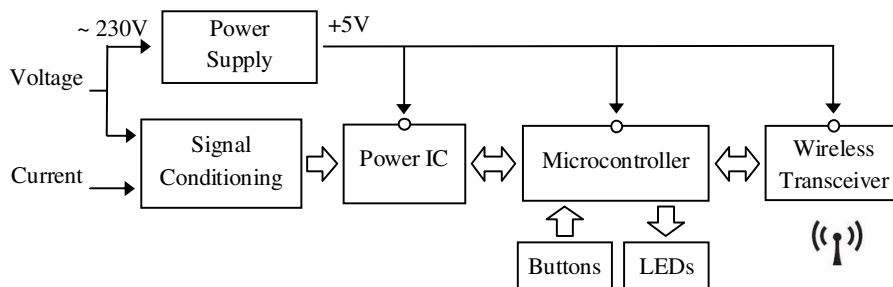 ~ 230V
Power
Supply
+5V
Voltage
Signal
Conditioning
Power IC
Microcontroller
Wireless
Transceiver
Current
Buttons
LEDs